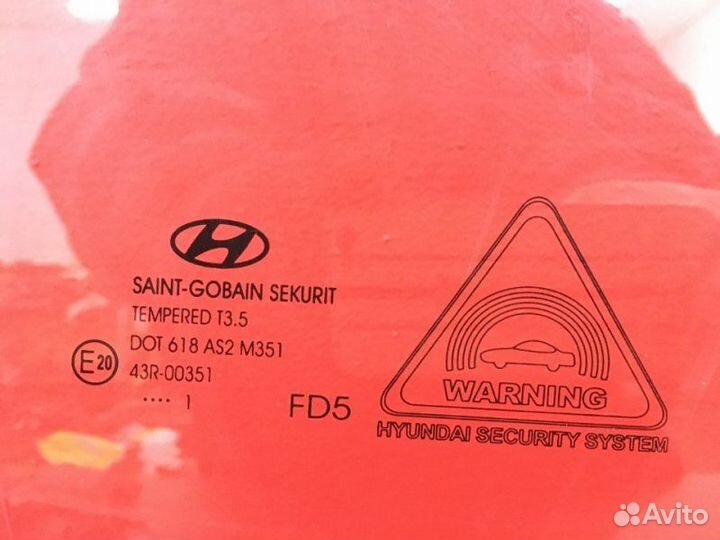 SAINT-GOBAIN SEKURIT
TEMPERED T3.5
DOT 618 AS2 M351
E20
43R-00351
.... 1
FD5
WARNING
HYUNDAI SECURITY SYSTEM
Avito